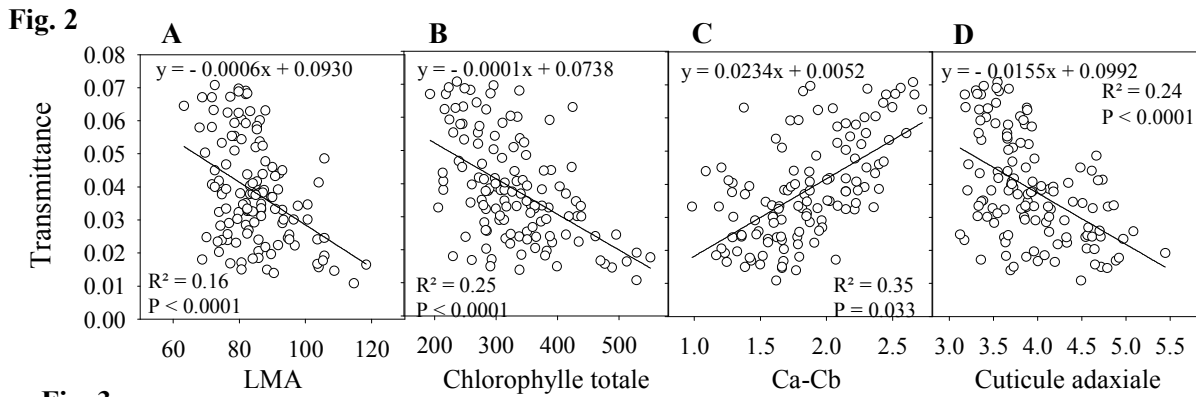 Fig. 2
A B C D
y = - 0.0006x + 0.0930
y = - 0.0001x + 0.0738
y = 0.0234x + 0.0052
y = - 0.0155x + 0.0992
R² = 0.24
P < 0.0001
R² = 0.16
P < 0.0001
R² = 0.25
P < 0.0001
R² = 0.35
P = 0.033
Transmittance
0.08
0.07
0.06
0.05
0.04
0.03
0.02
0.01
0.00
60 80 100 120
200 300 400 500
1.0 1.5 2.0 2.5
3.0 3.5 4.0 4.5 5.0 5.5
LMA
Chlorophylle totale
Ca-Cb
Cuticule adaxiale